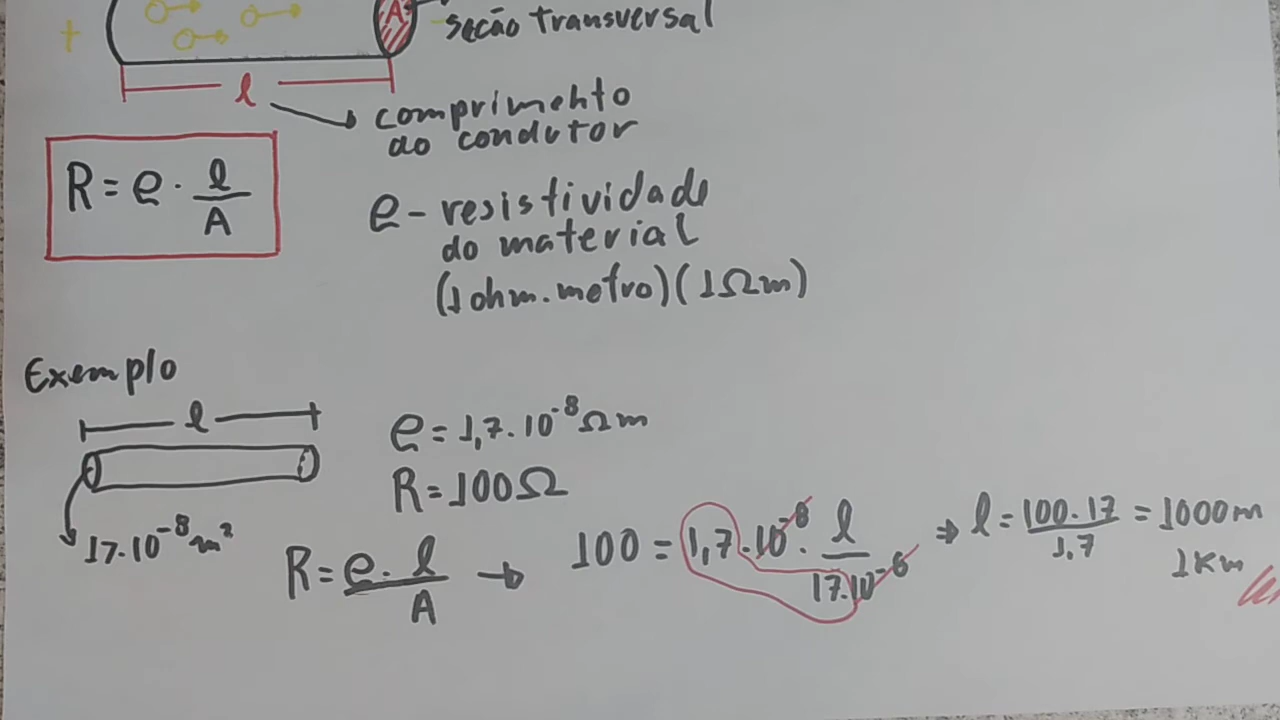 +
A
seção transversal
l
comprimento
do condutor
R = ρ · l/A
ρ - resistividade
do material
(1 ohm.metro) (1Ωm)
Exemplo
l
ρ = 1,7.10⁻⁸ Ωm
R = 100Ω
17.10⁻⁸ m²
R = ρ · l/A → 100 = 1,7.10⁻⁸ · l/17.10⁻⁸ ⇒ l = 100.17/1,7 = 1000m
1Km